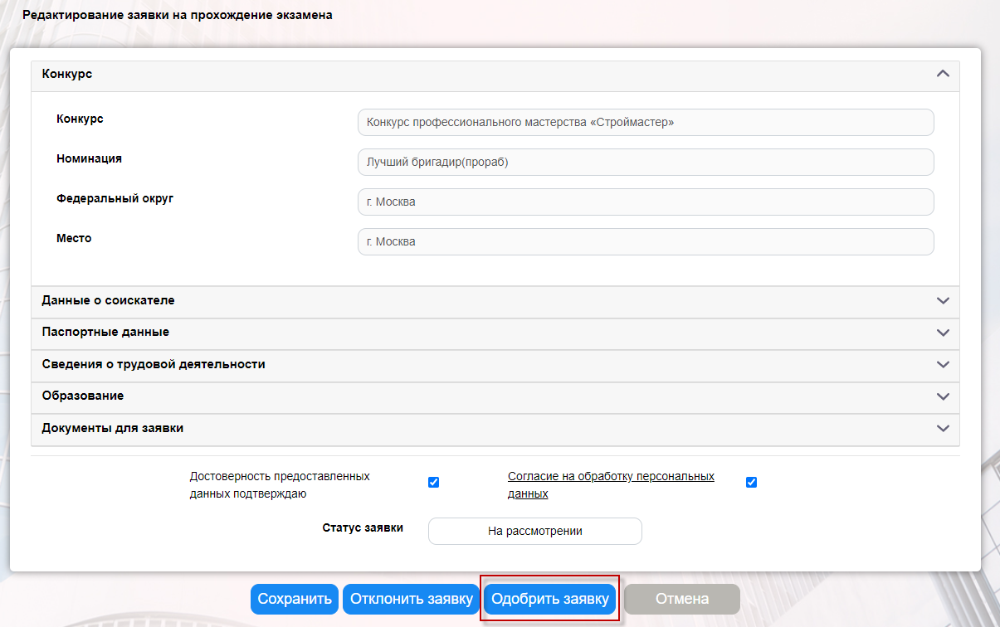 Редактирование заявки на прохождение экзамена
Конкурс
Конкурс
Конкурс профессионального мастерства «Строймастер»
Номинация
Лучший бригадир(прораб)
Федеральный округ
г. Москва
Место
г. Москва
Данные о соискателе
Паспортные данные
Сведения о трудовой деятельности
Образование
Документы для заявки
Достоверность предоставленных
данных подтверждаю
Согласие на обработку персональных
данных
Статус заявки
На рассмотрении
Сохранить
Отклонить заявку
Одобрить заявку
Отмена